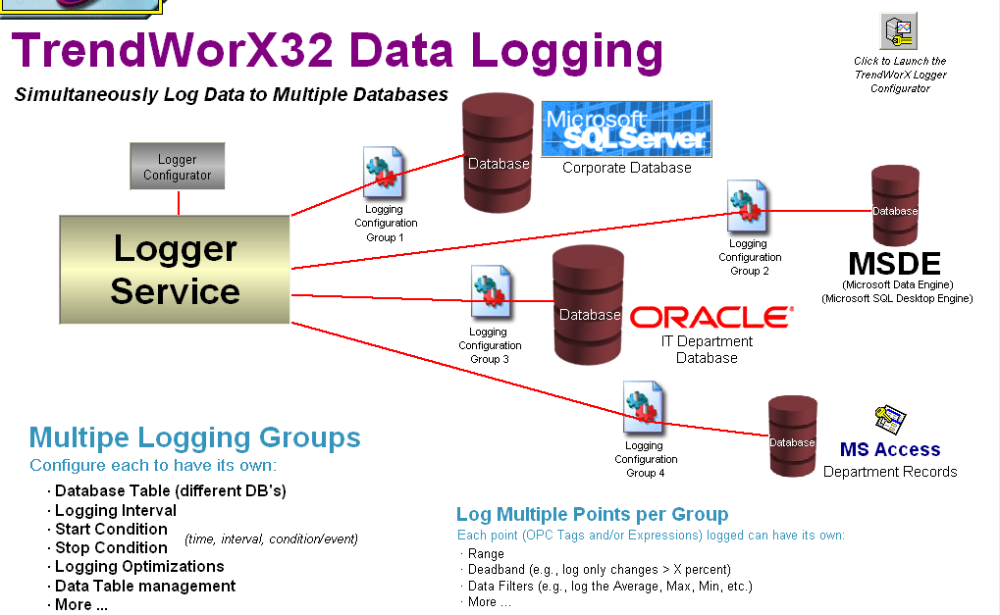 TrendWorX32 Data Logging
Simultaneously Log Data to Multiple Databases
Click to Launch the
TrendWorX Logger
Configurator
Logger
Configurator
Logger
Service
Logging
Configuration
Group 1
Database
Microsoft
SQL Server
Corporate Database
Logging
Configuration
Group 2
Database
MSDE
(Microsoft Data Engine)
(Microsoft SQL Desktop Engine)
Logging
Configuration
Group 3
Database
ORACLE®
IT Department
Database
Logging
Configuration
Group 4
Database
MS Access
Department Records
Multipe Logging Groups
Configure each to have its own:
· Database Table (different DB's)
· Logging Interval
· Start Condition
· Stop Condition
(time, interval, condition/event)
· Logging Optimizations
· Data Table management
· More ...
Log Multiple Points per Group
Each point (OPC Tags and/or Expressions) logged can have its own:
· Range
· Deadband (e.g., log only changes > X percent)
· Data Filters (e.g., log the Average, Max, Min, etc.)
· More ...